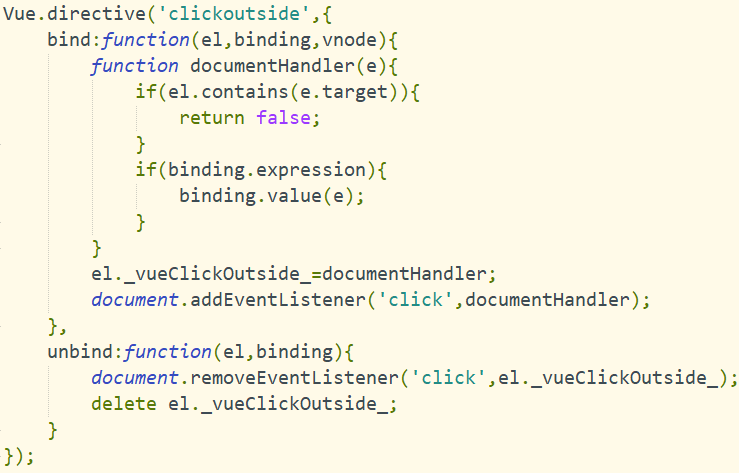 Vue.directive('clickoutside',{
    bind:function(el,binding,vnode){
        function documentHandler(e){
            if(el.contains(e.target)){
                return false;
            }
            if(binding.expression){
                binding.value(e);
            }
        }
        el._vueClickOutside_=documentHandler;
        document.addEventListener('click',documentHandler);
    },
    unbind:function(el,binding){
        document.removeEventListener('click',el._vueClickOutside_);
        delete el._vueClickOutside_;
    }
});